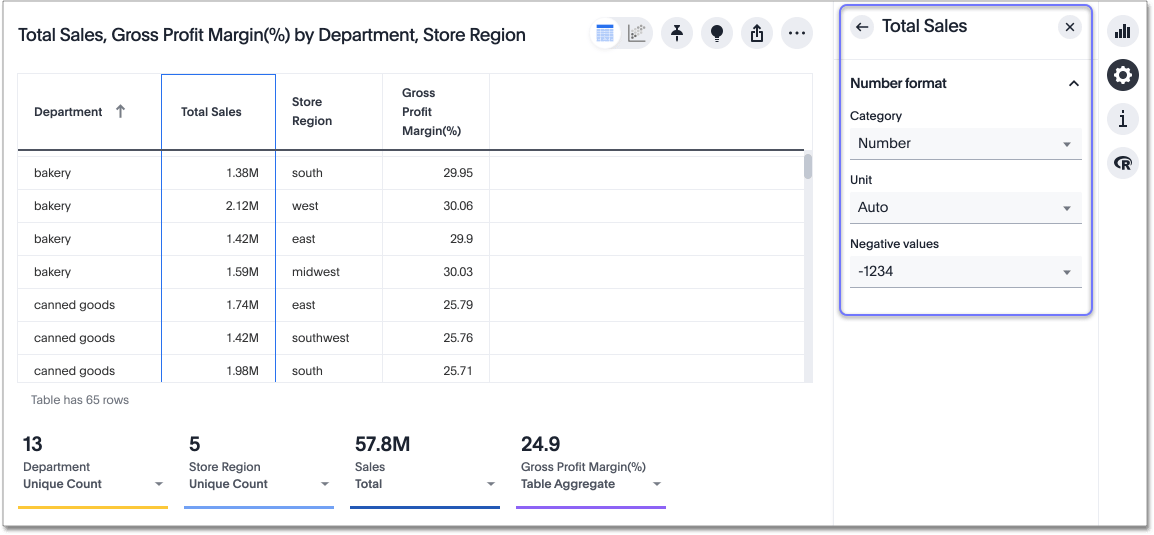 Total Sales, Gross Profit Margin(%) by Department, Store Region
Department Total Sales Store Region Gross Profit Margin(%)
bakery 1.38M south 29.95
bakery 2.12M west 30.06
bakery 1.42M east 29.9
bakery 1.59M midwest 30.03
canned goods 1.74M east 25.79
canned goods 1.42M southwest 25.76
canned goods 1.98M south 25.71
Table has 65 rows
13 5 57.8M 24.9
Department Store Region Sales Gross Profit Margin(%)
Unique Count Unique Count Total Table Aggregate
Total Sales
Number format
Category
Number
Unit
Auto
Negative values
-1234
i
R